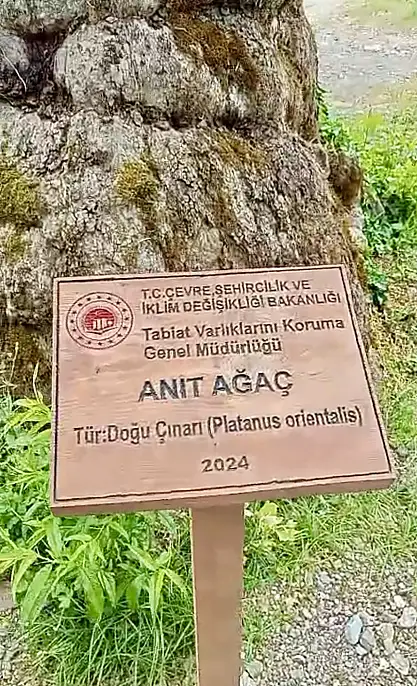 T.C.ÇEVRE,ŞEHİRCİLİK VE
İKLİM DEĞİŞİKLİĞİ BAKANLIĞI
Tabiat Varlıklarını Koruma
Genel Müdürlüğü
ANIT AĞAÇ
Tür:Doğu Çınarı (Platanus orientalis)
2024